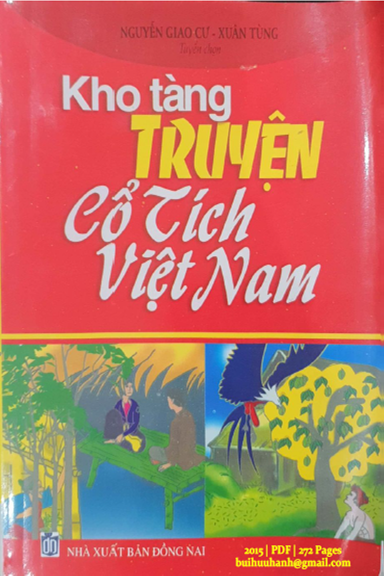 NGUYỄN GIAO CƯ - XUÂN TÙNG
Tuyển chọn
Kho tàng
TRUYỆN
Cổ Tích
Việt Nam
NHÀ XUẤT BẢN ĐỒNG NAI
2015 | PDF | 272 Pages
buihuuhanh@gmail.com